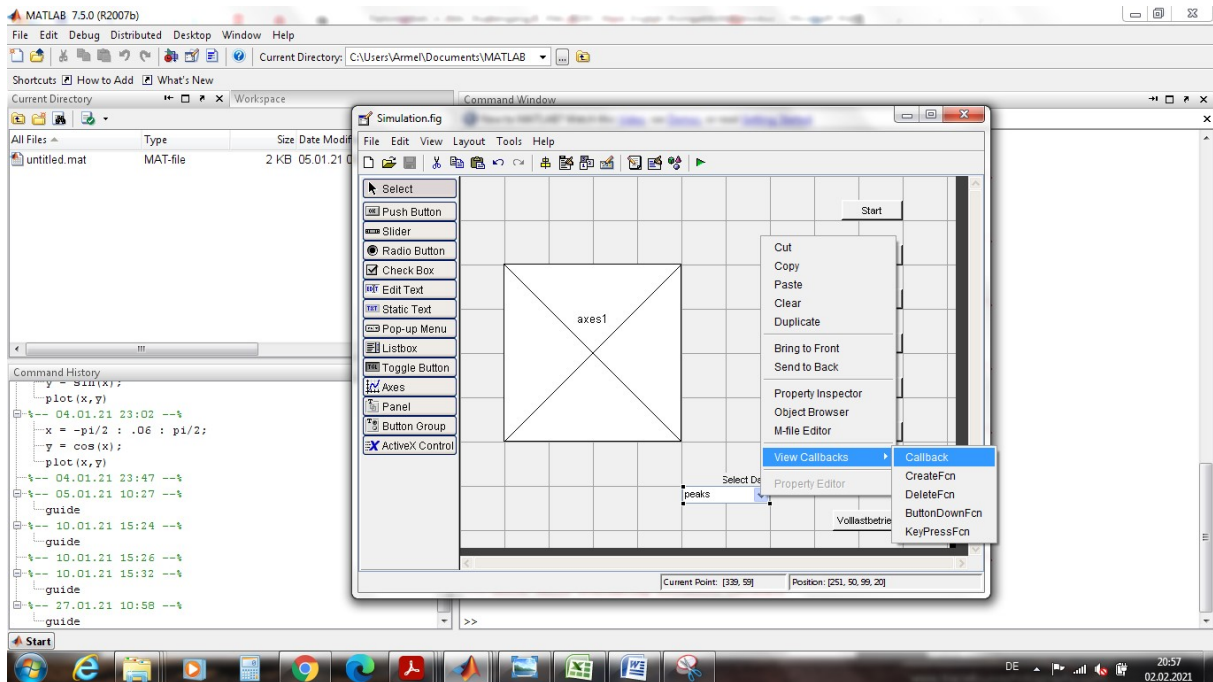 MATLAB 7.5.0 (R2007b)
File Edit Debug Distributed Desktop Window Help
Current Directory: C:\Users\Armel\Documents\MATLAB
Shortcuts How to Add What's New
Current Directory Workspace
All Files Type Size Date Modif
untitled.mat MAT-file 2 KB 05.01.21 0
Command History
y = sin(x);
plot(x,y)
%-- 04.01.21 23:02 --%
x = -pi/2 : .06 : pi/2;
y = cos(x);
plot(x,y)
%-- 04.01.21 23:47 --%
%-- 05.01.21 10:27 --%
guide
%-- 10.01.21 15:24 --%
guide
%-- 10.01.21 15:26 --%
%-- 10.01.21 15:32 --%
guide
%-- 27.01.21 10:58 --%
guide
Command Window
>>
Simulation.fig
File Edit View Layout Tools Help
Select
Push Button
Slider
Radio Button
Check Box
Edit Text
Static Text
Pop-up Menu
Listbox
Toggle Button
Axes
Panel
Button Group
ActiveX Control
Start
axes1
Select Da
peaks
Volllastbetrie
Cut
Copy
Paste
Clear
Duplicate
Bring to Front
Send to Back
Property Inspector
Object Browser
M-file Editor
View Callbacks
Property Editor
Callback
CreateFcn
DeleteFcn
ButtonDownFcn
KeyPressFcn
Current Point: [339, 59] Position: [251, 50, 99, 20]
Start
DE
20:57
02.02.2021